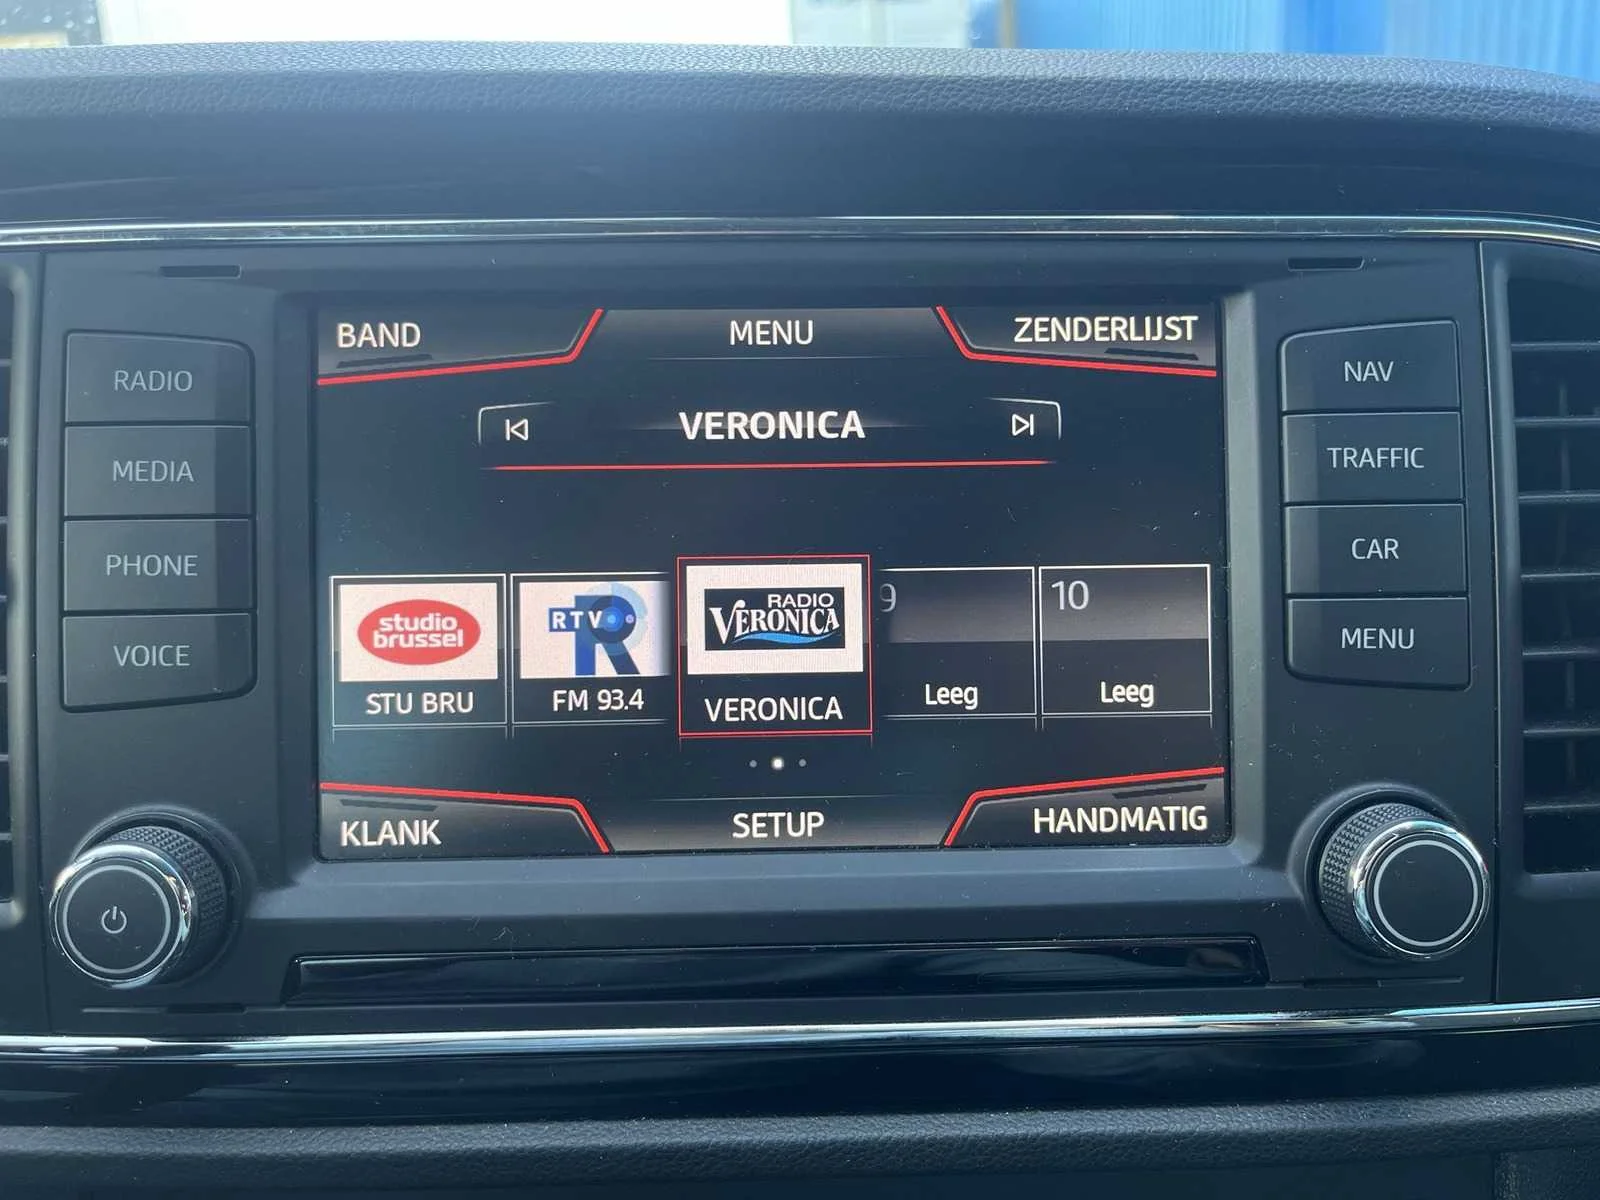 BAND
MENU
ZENDERLIJST
RADIO
MEDIA
PHONE
VOICE
VERONICA
studio
brussel
STU BRU
RTV
R
FM 93.4
RADIO
VERONICA
VERONICA
9
Leeg
10
Leeg
KLANK
SETUP
HANDMATIG
NAV
TRAFFIC
CAR
MENU